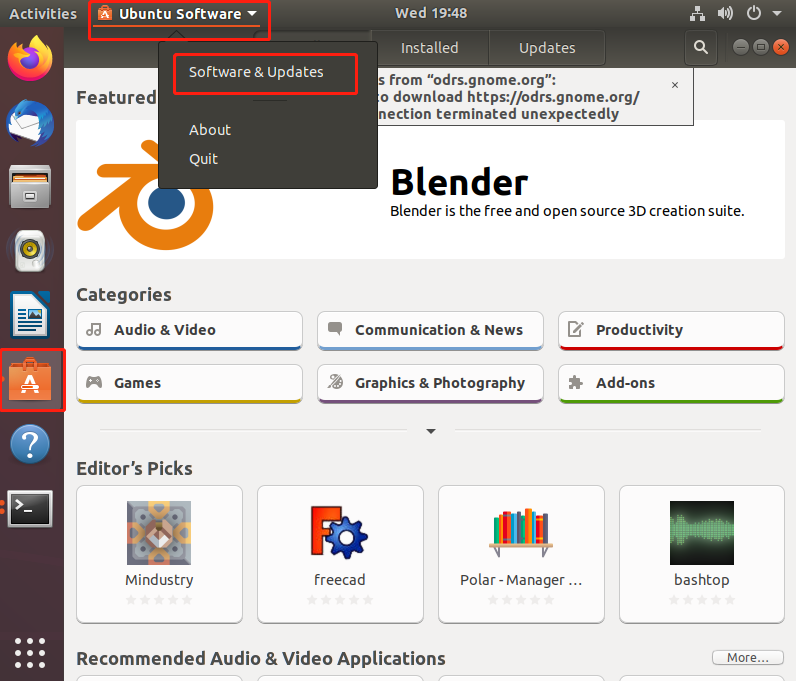 Activities
Ubuntu Software
Wed 19:48
Installed
Updates
Software & Updates
About
Quit
s from “odrs.gnome.org”:
to download https://odrs.gnome.org/
nection terminated unexpectedly
Featured
Blender
Blender is the free and open source 3D creation suite.
Categories
Audio & Video
Communication & News
Productivity
Games
Graphics & Photography
Add-ons
Editor’s Picks
Mindustry
freecad
Polar - Manager ...
bashtop
Recommended Audio & Video Applications
More...